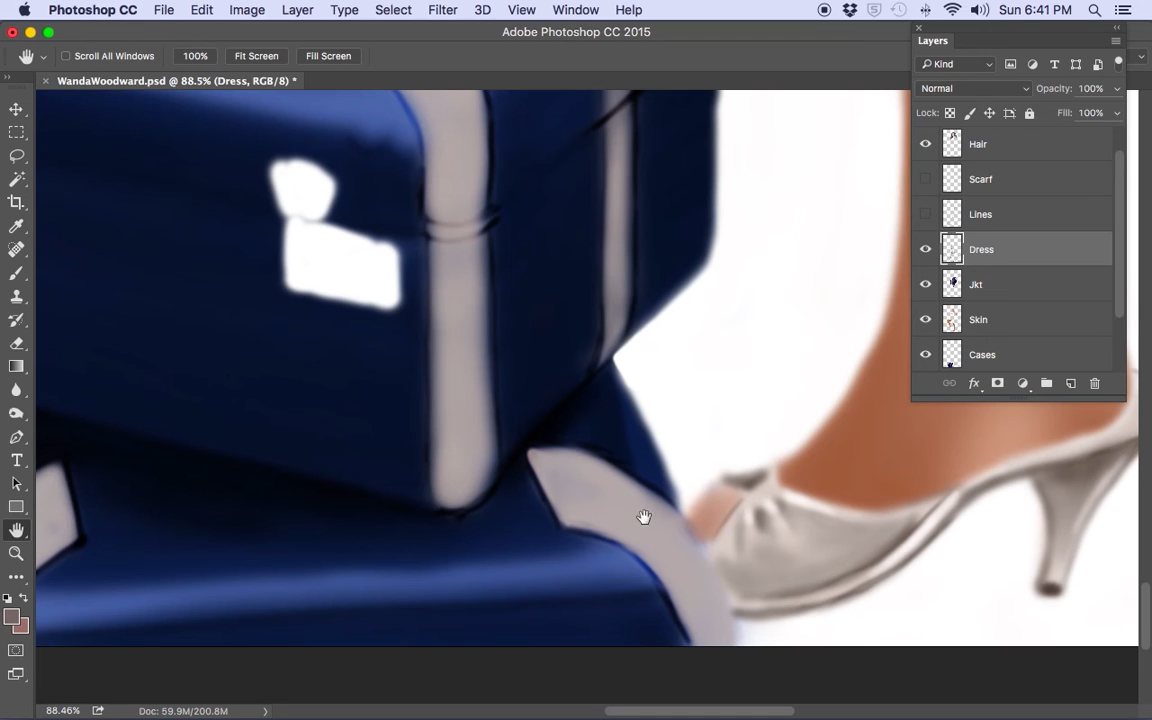 Photoshop CC File Edit Image Layer Type Select Filter 3D View Window Help Sun 6:41 PM
Adobe Photoshop CC 2015
Scroll All Windows 100% Fit Screen Fill Screen
WandaWoodward.psd @ 88.5% (Dress, RGB/8) *
Layers
Kind
Normal Opacity: 100%
Lock: Fill: 100%
Hair
Scarf
Lines
Dress
Jkt
Skin
Cases
fx
88.46% Doc: 59.9M/200.8M